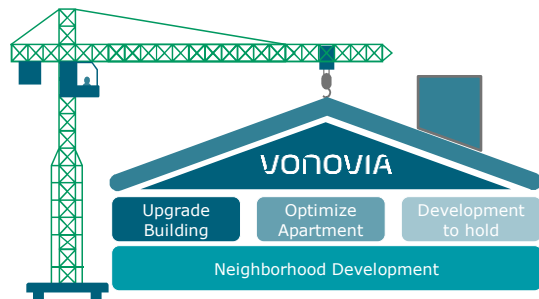 VONOVIA
Upgrade
Building
Optimize
Apartment
Development
to hold
Neighborhood Development